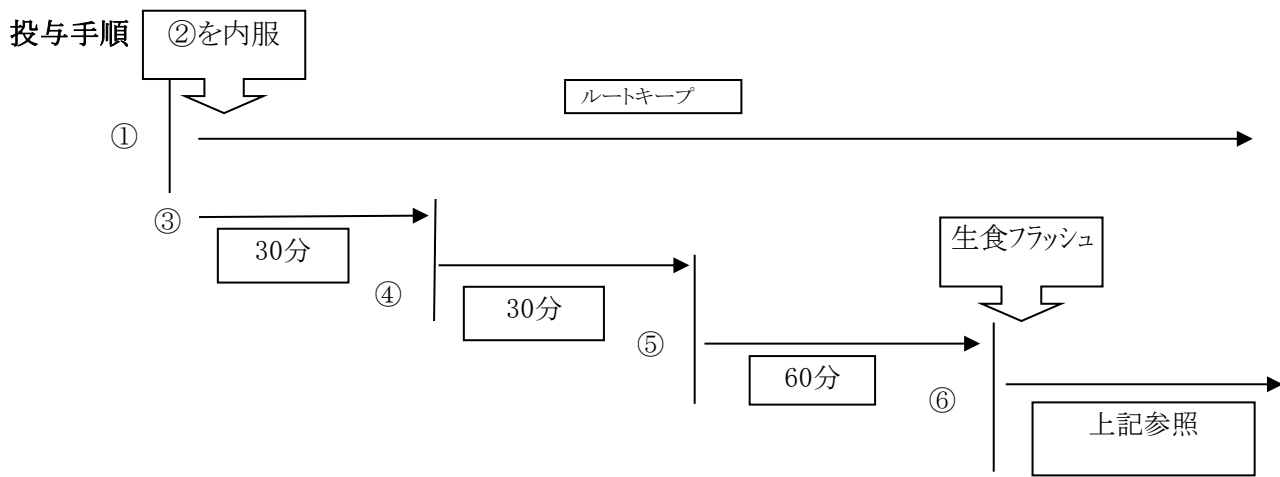 投与手順
②を内服
ルートキープ
①
③
30分
生食フラッシュ
④
30分
⑤
60分
⑥
上記参照